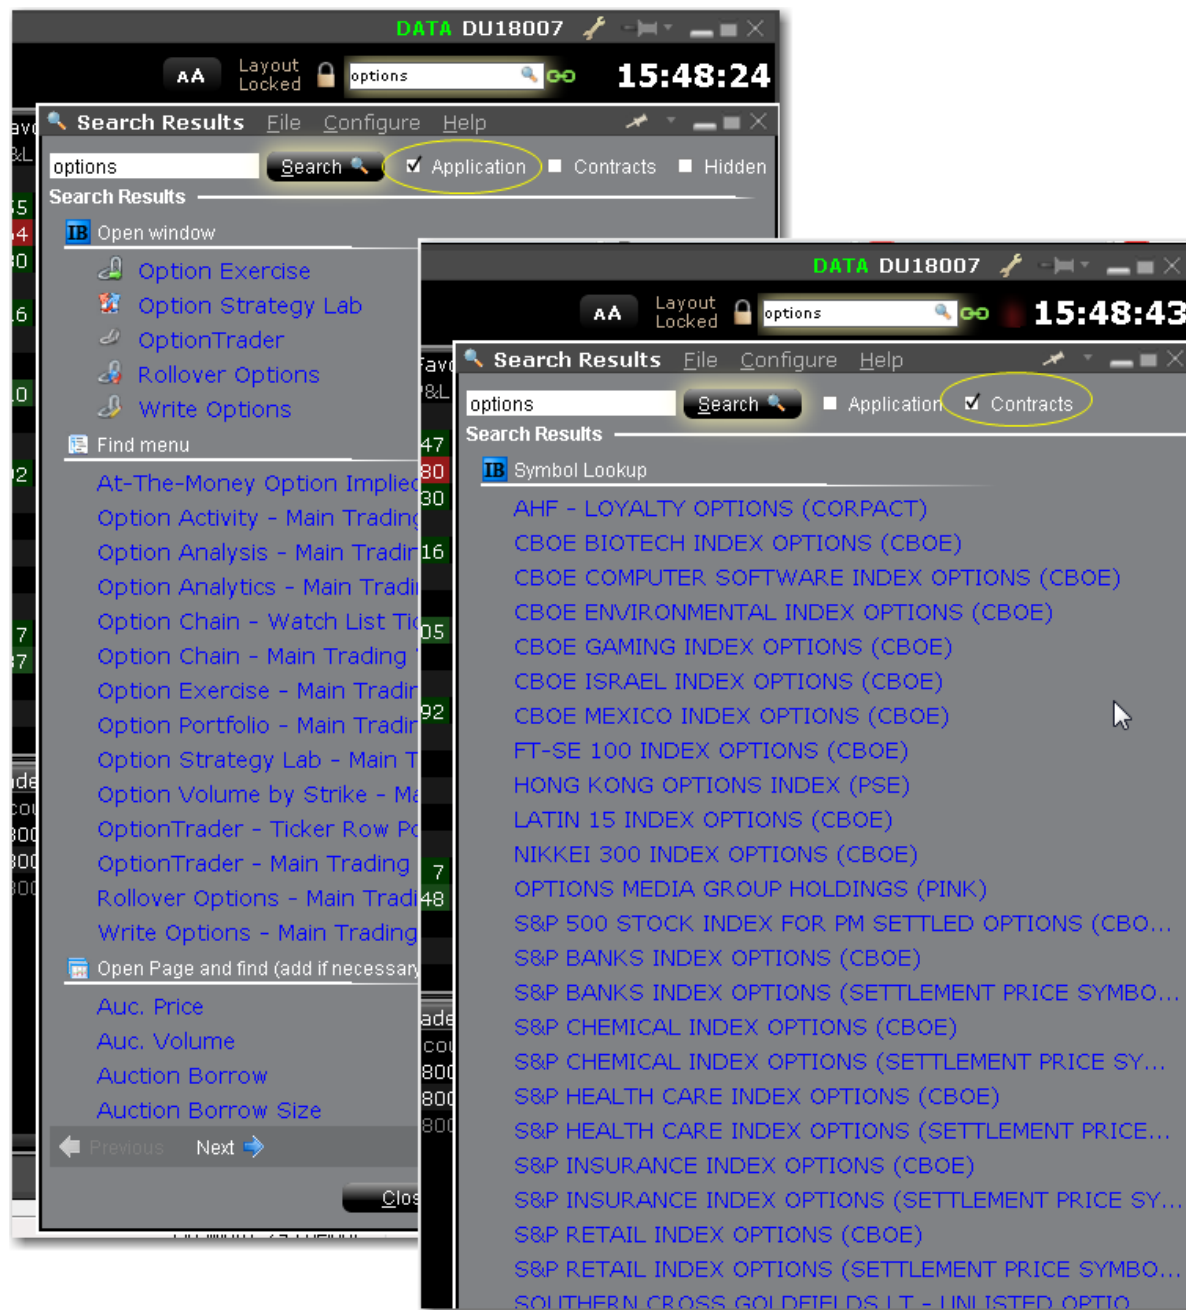 DATA DU18007
AA Layout Locked options 15:48:24
Search Results File Configure Help
options Search Application Contracts Hidden
Search Results
IB Open window
Option Exercise
Option Strategy Lab
OptionTrader
Rollover Options
Write Options
Find menu
At-The-Money Option Implied
Option Activity - Main Trading
Option Analysis - Main Tradin
Option Analytics - Main Tradi
Option Chain - Watch List Tic
Option Chain - Main Trading
Option Exercise - Main Tradin
Option Portfolio - Main Tradin
Option Strategy Lab - Main T
Option Volume by Strike - Ma
OptionTrader - Ticker Row Po
OptionTrader - Main Trading
Rollover Options - Main Tradi
Write Options - Main Trading
Open Page and find (add if necessary
Auc. Price
Auc. Volume
Auction Borrow
Auction Borrow Size
Previous Next
Clos
DATA DU18007
AA Layout Locked options 15:48:43
Search Results File Configure Help
options Search Application Contracts
Search Results
IB Symbol Lookup
AHF - LOYALTY OPTIONS (CORPACT)
CBOE BIOTECH INDEX OPTIONS (CBOE)
CBOE COMPUTER SOFTWARE INDEX OPTIONS (CBOE)
CBOE ENVIRONMENTAL INDEX OPTIONS (CBOE)
CBOE GAMING INDEX OPTIONS (CBOE)
CBOE ISRAEL INDEX OPTIONS (CBOE)
CBOE MEXICO INDEX OPTIONS (CBOE)
FT-SE 100 INDEX OPTIONS (CBOE)
HONG KONG OPTIONS INDEX (PSE)
LATIN 15 INDEX OPTIONS (CBOE)
NIKKEI 300 INDEX OPTIONS (CBOE)
OPTIONS MEDIA GROUP HOLDINGS (PINK)
S&P 500 STOCK INDEX FOR PM SETTLED OPTIONS (CBO...
S&P BANKS INDEX OPTIONS (CBOE)
S&P BANKS INDEX OPTIONS (SETTLEMENT PRICE SYMBO...
S&P CHEMICAL INDEX OPTIONS (CBOE)
S&P CHEMICAL INDEX OPTIONS (SETTLEMENT PRICE SY...
S&P HEALTH CARE INDEX OPTIONS (CBOE)
S&P HEALTH CARE INDEX OPTIONS (SETTLEMENT PRICE...
S&P INSURANCE INDEX OPTIONS (CBOE)
S&P INSURANCE INDEX OPTIONS (SETTLEMENT PRICE SY...
S&P RETAIL INDEX OPTIONS (CBOE)
S&P RETAIL INDEX OPTIONS (SETTLEMENT PRICE SYMBO...
SOUTHERN CROSS GOLDFIELDS LT - UNLISTED OPTIO